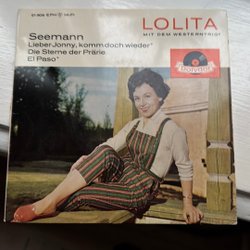 LOLITA
MIT DEM WESTERNTRIO*
Seemann
Lieber Jonny, komm doch wieder*
Die Sterne der Prärie
El Paso*
Polydor